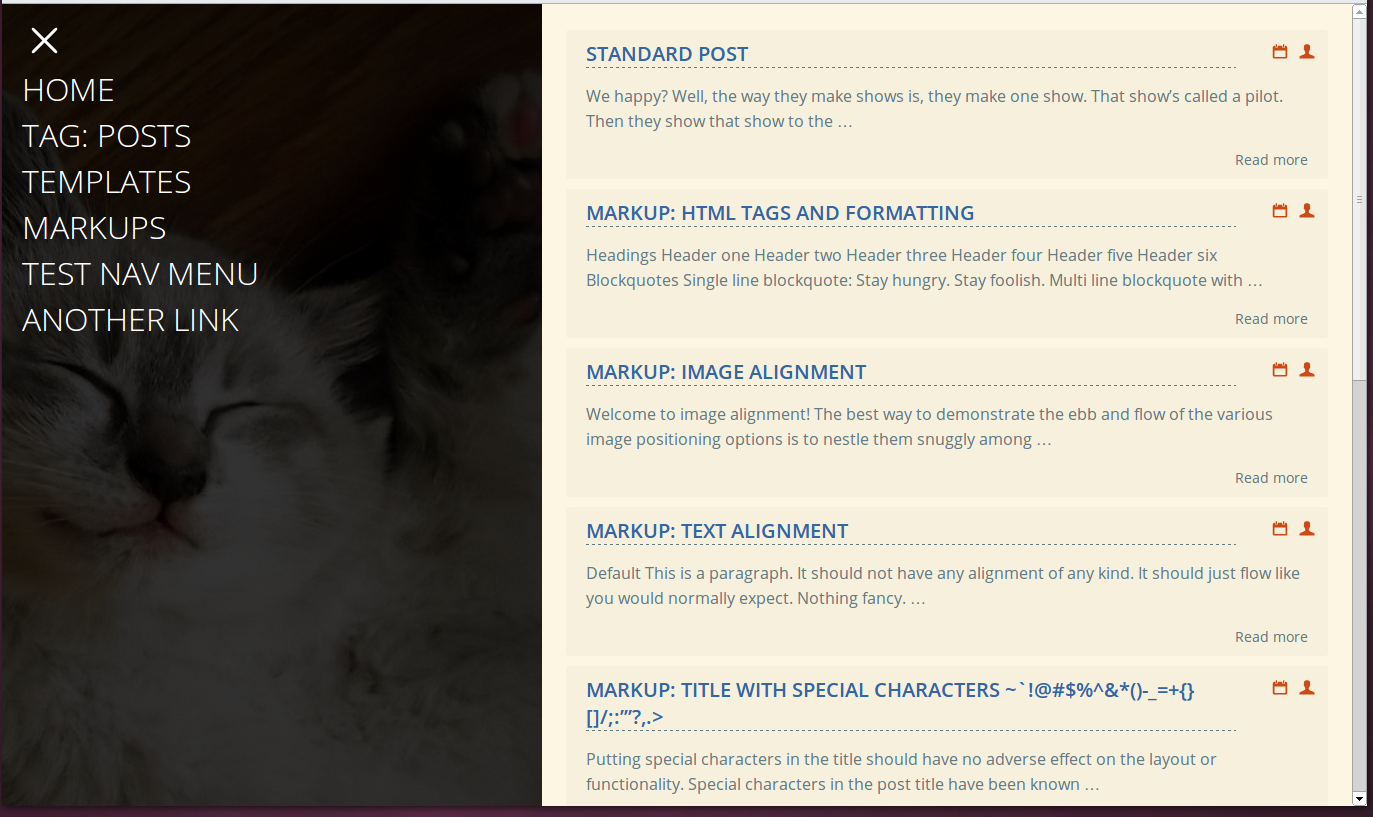 HOME
TAG: POSTS
TEMPLATES
MARKUPS
TEST NAV MENU
ANOTHER LINK
STANDARD POST
We happy? Well, the way they make shows is, they make one show. That show’s called a pilot.
Then they show that show to the …
Read more
MARKUP: HTML TAGS AND FORMATTING
Headings Header one Header two Header three Header four Header five Header six
Blockquotes Single line blockquote: Stay hungry. Stay foolish. Multi line blockquote with …
Read more
MARKUP: IMAGE ALIGNMENT
Welcome to image alignment! The best way to demonstrate the ebb and flow of the various
image positioning options is to nestle them snuggly among …
Read more
MARKUP: TEXT ALIGNMENT
Default This is a paragraph. It should not have any alignment of any kind. It should just flow like
you would normally expect. Nothing fancy. …
Read more
MARKUP: TITLE WITH SPECIAL CHARACTERS ~`!@#$%^&*()-_=+{}
[]/;:’”?,.>
Putting special characters in the title should have no adverse effect on the layout or
functionality. Special characters in the post title have been known …